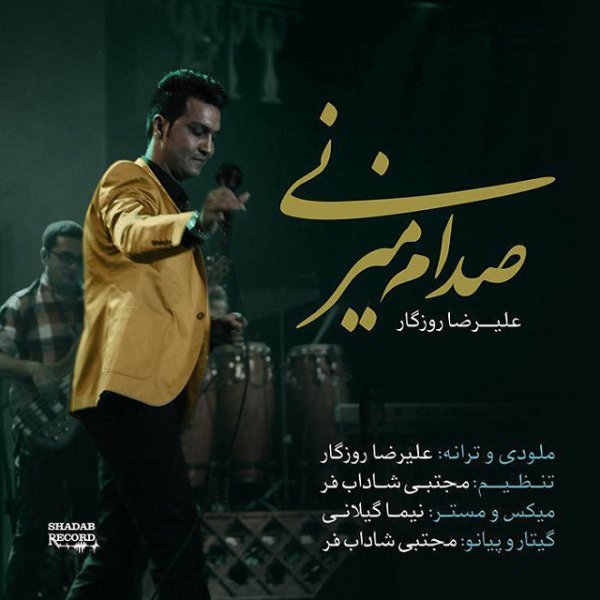 صدام میزنی
علیرضا روزگار
ملودی و ترانه: علیرضا روزگار
تنظیم: مجتبی شاداب فر
میکس و مستر: نیما گیلانی
گیتار و پیانو: مجتبی شاداب فر
SHADAB
RECORD